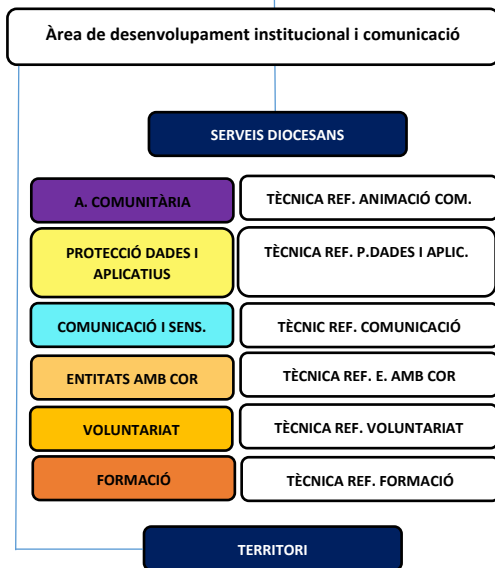 Àrea de desenvolupament institucional i comunicació
SERVEIS DIOCESANS
A. COMUNITÀRIA
TÈCNICA REF. ANIMACIÓ COM.
PROTECCIÓ DADES I
APLICATIUS
TÈCNICA REF. P.DADES I APLIC.
COMUNICACIÓ I SENS.
TÈCNIC REF. COMUNICACIÓ
ENTITATS AMB COR
TÈCNICA REF. E. AMB COR
VOLUNTARIAT
TÈCNICA REF. VOLUNTARIAT
FORMACIÓ
TÈCNICA REF. FORMACIÓ
TERRITORI